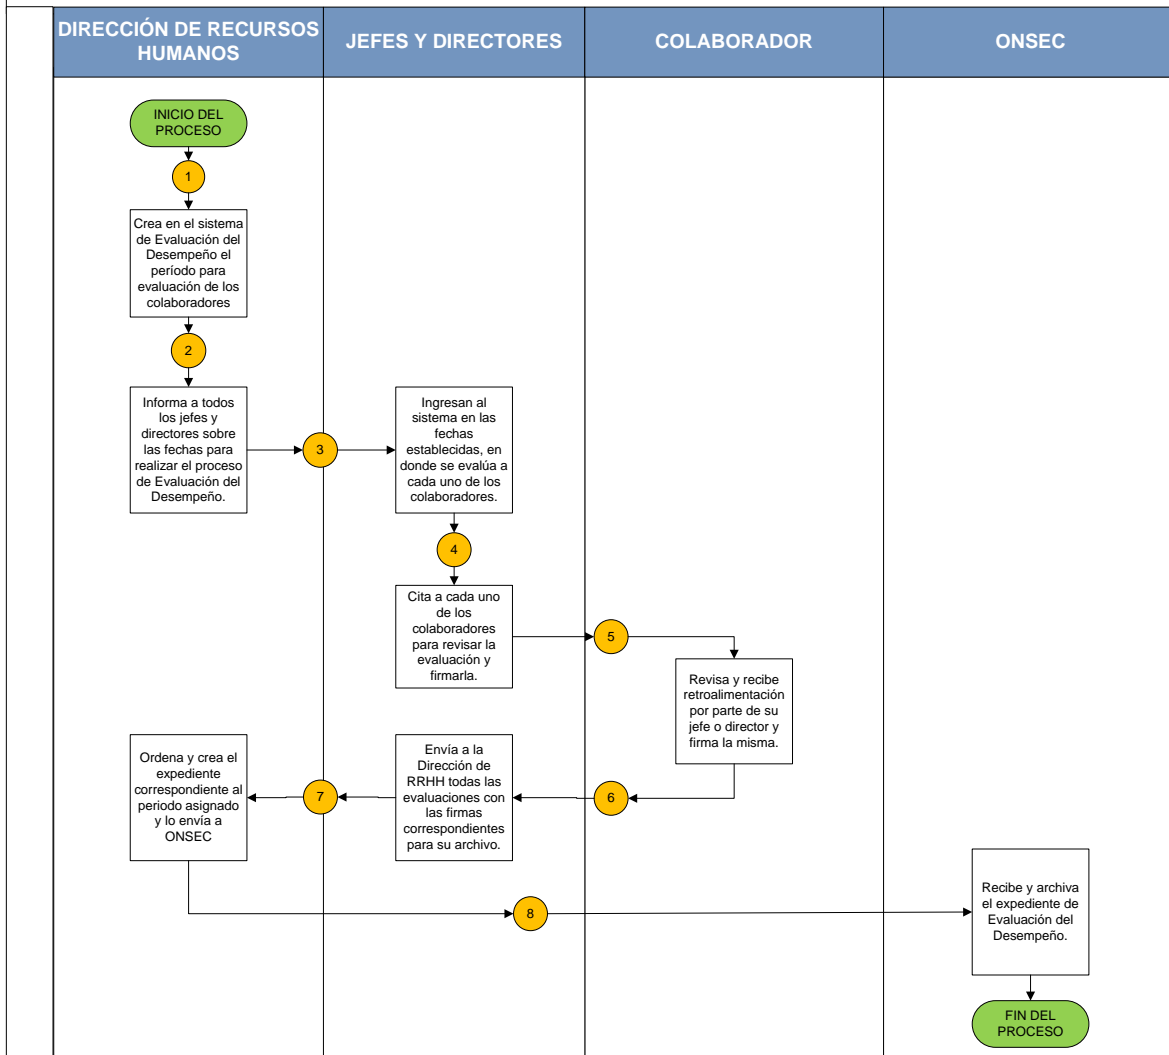 DIRECCIÓN DE RECURSOS
HUMANOS
JEFES Y DIRECTORES
COLABORADOR
ONSEC
INICIO DEL
PROCESO
1
Crea en el sistema
de Evaluación del
Desempeño el
período para
evaluación de los
colaboradores
2
Informa a todos
los jefes y
directores sobre
las fechas para
realizar el proceso
de Evaluación del
Desempeño.
3
Ingresan al
sistema en las
fechas
establecidas, en
donde se evalúa a
cada uno de los
colaboradores.
4
Cita a cada uno
de los
colaboradores
para revisar la
evaluación y
firmarla.
5
Revisa y recibe
retroalimentación
por parte de su
jefe o director y
firma la misma.
6
Envía a la
Dirección de
RRHH todas las
evaluaciones con
las firmas
correspondientes
para su archivo.
7
Ordena y crea el
expediente
correspondiente al
periodo asignado
y lo envía a
ONSEC
8
Recibe y archiva
el expediente de
Evaluación del
Desempeño.
FIN DEL
PROCESO